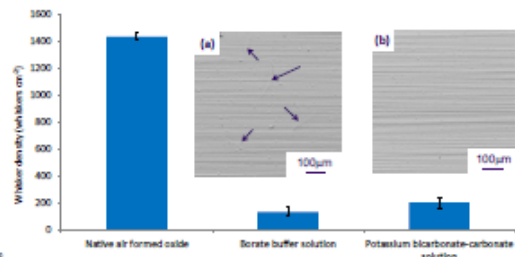 1600
1400
1200
1000
800
600
400
200
0
Whisker density (whiskers cm⁻²)
(a)
100µm
(b)
100µm
Native air formed oxide
Borate buffer solution
Potassium bicarbonate-carbonate
solution